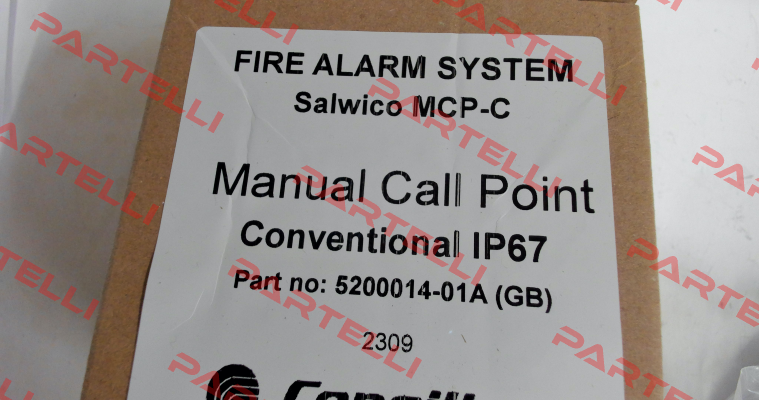 FIRE ALARM SYSTEM
Salwico MCP-C
Manual Call Point
Conventional IP67
Part no: 5200014-01A (GB)
2309
PARTELLI